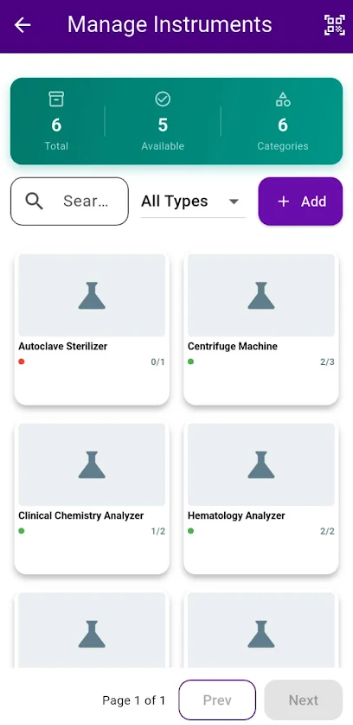 Manage Instruments
6
5
6
Total
Available
Categories
Sear...
All Types
+ Add
Autoclave Sterilizer
Centrifuge Machine
0/1
2/3
Clinical Chemistry Analyzer
Hematology Analyzer
1/2
2/2
Page 1 of 1
Prev
Next